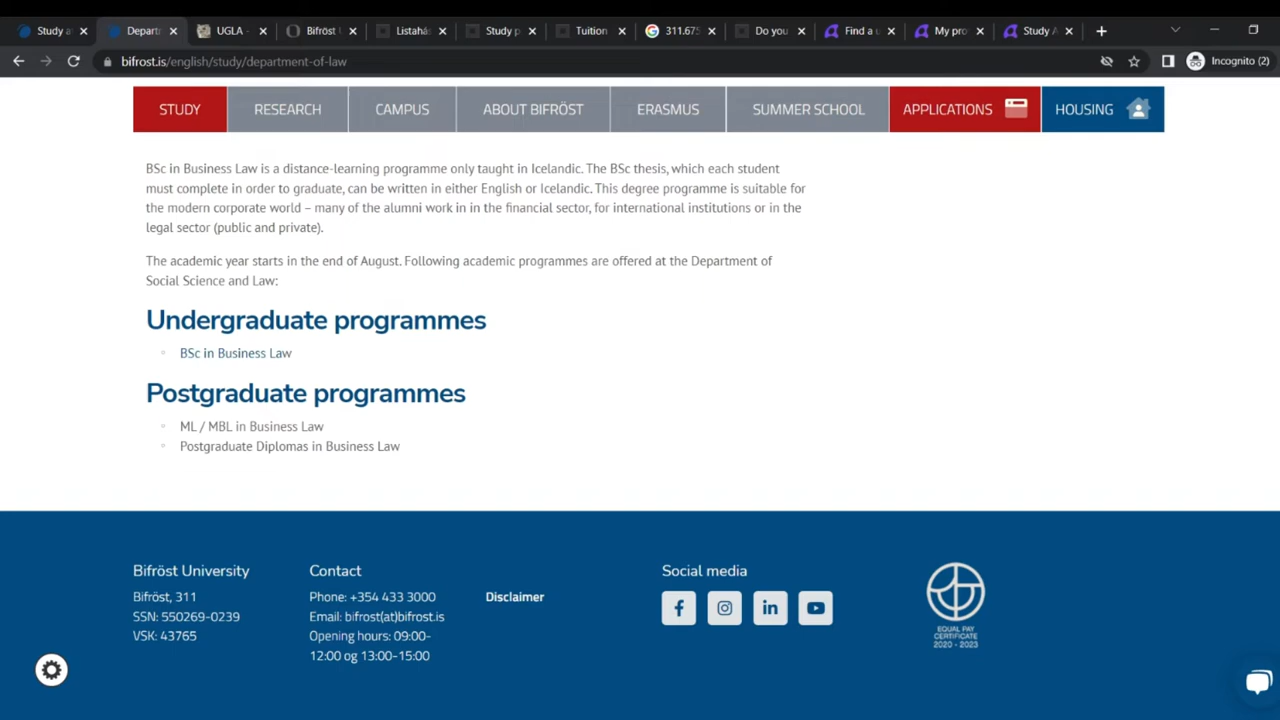 Study a
Depart
UGLA -
Bifröst
Listahás
Study p
Tuition
311.675
Do you
Find a u
My pro
Study A
bifrost.is/english/study/department-of-law
Incognito (2)
STUDY
RESEARCH
CAMPUS
ABOUT BIFRÖST
ERASMUS
SUMMER SCHOOL
APPLICATIONS
HOUSING
BSc in Business Law is a distance-learning programme only taught in Icelandic. The BSc thesis, which each student
must complete in order to graduate, can be written in either English or Icelandic. This degree programme is suitable for
the modern corporate world – many of the alumni work in in the financial sector, for international institutions or in the
legal sector (public and private).
The academic year starts in the end of August. Following academic programmes are offered at the Department of
Social Science and Law:
Undergraduate programmes
BSc in Business Law
Postgraduate programmes
ML / MBL in Business Law
Postgraduate Diplomas in Business Law
Bifröst University
Bifröst, 311
SSN: 550269-0239
VSK: 43765
Contact
Phone: +354 433 3000
Email: bifrost(at)bifrost.is
Opening hours: 09:00-
12:00 og 13:00-15:00
Disclaimer
Social media
EQUAL PAY
CERTIFICATE
2020 - 2023